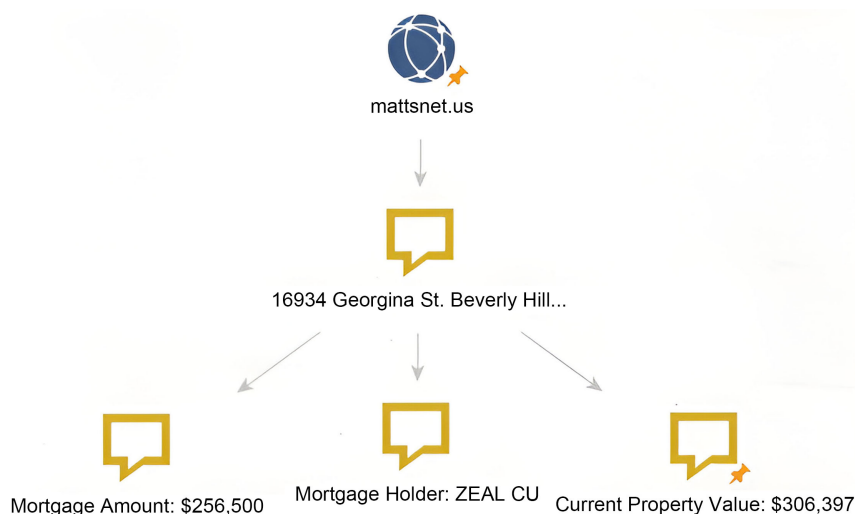 mattsnet.us
16934 Georgina St. Beverly Hill...
Mortgage Amount: $256,500
Mortgage Holder: ZEAL CU
Current Property Value: $306,397